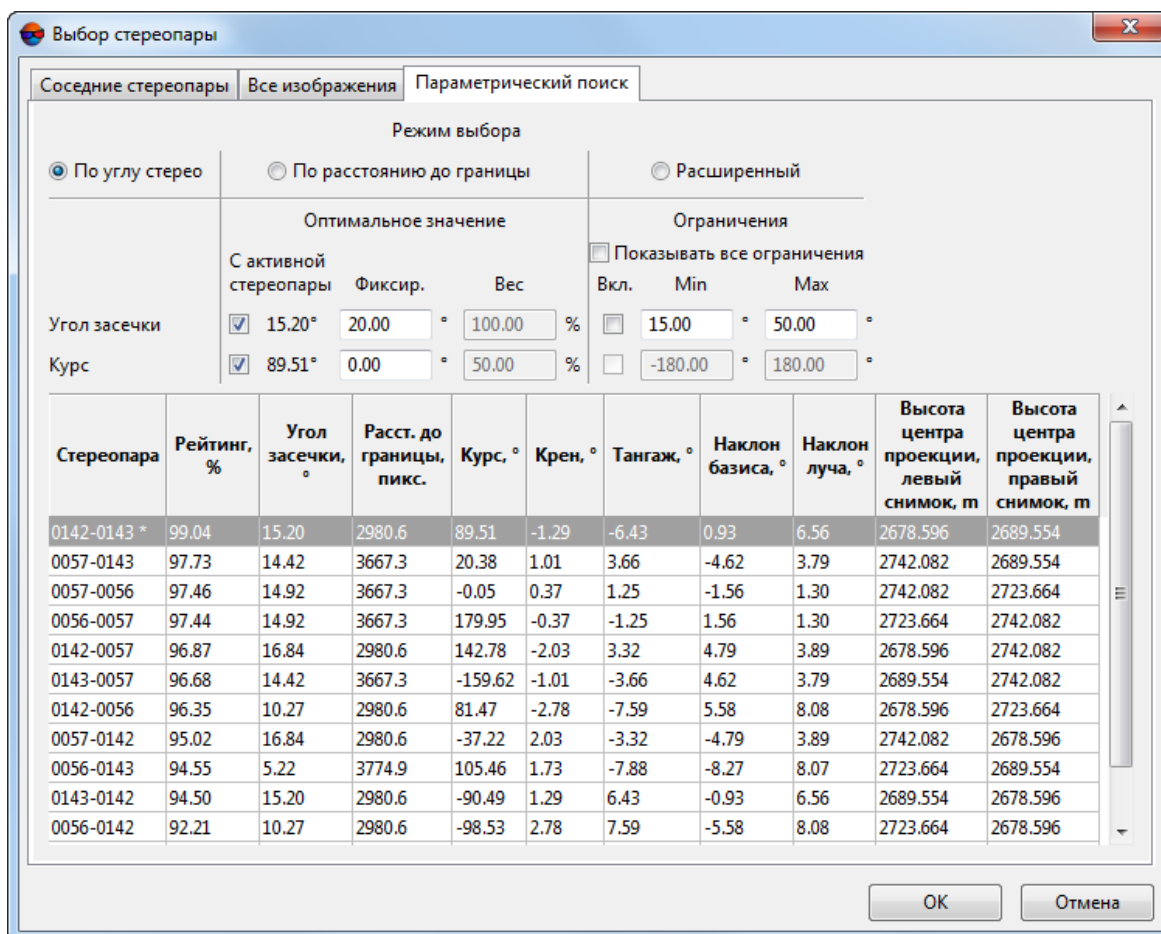 Выбор стереопары
Соседние стереопары Все изображения Параметрический поиск
Режим выбора
По углу стерео По расстоянию до границы Расширенный
Оптимальное значение Ограничения
Показывать все ограничения
С активной
стереопары Фиксир. Вес Вкл. Min Max
Угол засечки 15.20° 20.00 ° 100.00 % 15.00 ° 50.00 °
Курс 89.51° 0.00 ° 50.00 % -180.00 ° 180.00 °
Стереопара Рейтинг, % Угол засечки, ° Расст. до границы, пикс. Курс, ° Крен, ° Тангаж, ° Наклон базиса, ° Наклон луча, ° Высота центра проекции, левый снимок, m Высота центра проекции, правый снимок, m
0142-0143 * 99.04 15.20 2980.6 89.51 -1.29 -6.43 0.93 6.56 2678.596 2689.554
0057-0143 97.73 14.42 3667.3 20.38 1.01 3.66 -4.62 3.79 2742.082 2689.554
0057-0056 97.46 14.92 3667.3 -0.05 0.37 1.25 -1.56 1.30 2742.082 2723.664
0056-0057 97.44 14.92 3667.3 179.95 -0.37 -1.25 1.56 1.30 2723.664 2742.082
0142-0057 96.87 16.84 2980.6 142.78 -2.03 3.32 4.79 3.89 2678.596 2742.082
0143-0057 96.68 14.42 3667.3 -159.62 -1.01 -3.66 4.62 3.79 2689.554 2742.082
0142-0056 96.35 10.27 2980.6 81.47 -2.78 -7.59 5.58 8.08 2678.596 2723.664
0057-0142 95.02 16.84 2980.6 -37.22 2.03 -3.32 -4.79 3.89 2742.082 2678.596
0056-0143 94.55 5.22 3774.9 105.46 1.73 -7.88 -8.27 8.07 2723.664 2689.554
0143-0142 94.50 15.20 2980.6 -90.49 1.29 6.43 -0.93 6.56 2689.554 2678.596
0056-0142 92.21 10.27 2980.6 -98.53 2.78 7.59 -5.58 8.08 2723.664 2678.596
OK Отмена